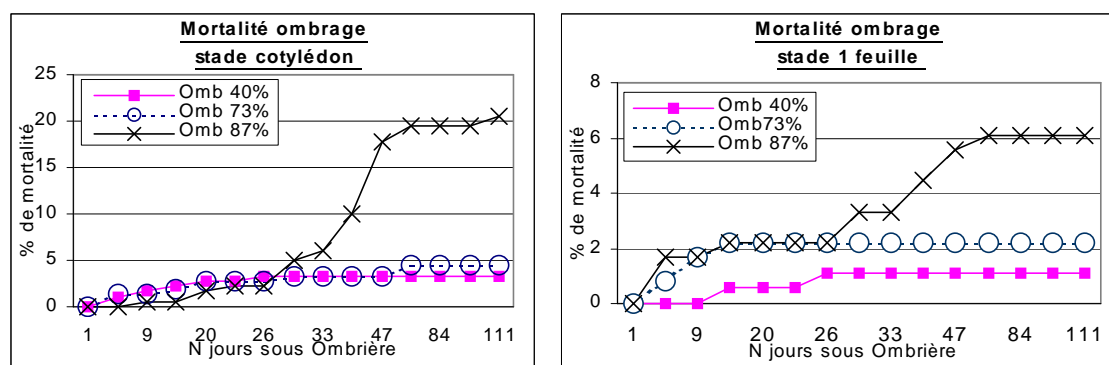 Mortalité ombrage
stade cotylédon
25
20
15
10
5
0
% de mortalité
Omb 40%
Omb 73%
Omb 87%
1 9 20 26 33 47 84 111
N jours sous Ombrière
Mortalité ombrage
stade 1 feuille
8
6
4
2
0
% de mortalité
Omb 40%
Omb73%
Omb 87%
1 9 20 26 33 47 84 111
N jours sous Ombrière